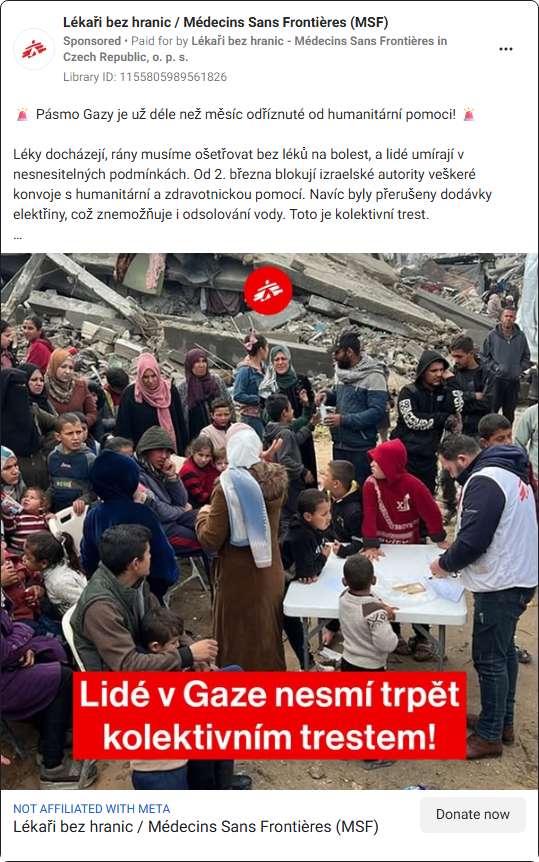 Lékaři bez hranic / Médecins Sans Frontières (MSF)
Sponsored • Paid for by Lékaři bez hranic - Médecins Sans Frontières in
Czech Republic, o. p. s.
Library ID: 1155805989561826
🚨 Pásmo Gazy je už déle než měsíc odříznuté od humanitární pomoci! 🚨
Léky docházejí, rány musíme ošetřovat bez léků na bolest, a lidé umírají v
nesnesitelných podmínkách. Od 2. března blokují izraelské autority veškeré
konvoje s humanitární a zdravotnickou pomocí. Navíc byly přerušeny dodávky
elektřiny, což znemožňuje i odsolování vody. Toto je kolektivní trest.
...
Lidé v Gaze nesmí trpět
kolektivním trestem!
NOT AFFILIATED WITH META
Lékaři bez hranic / Médecins Sans Frontières (MSF)
Donate now